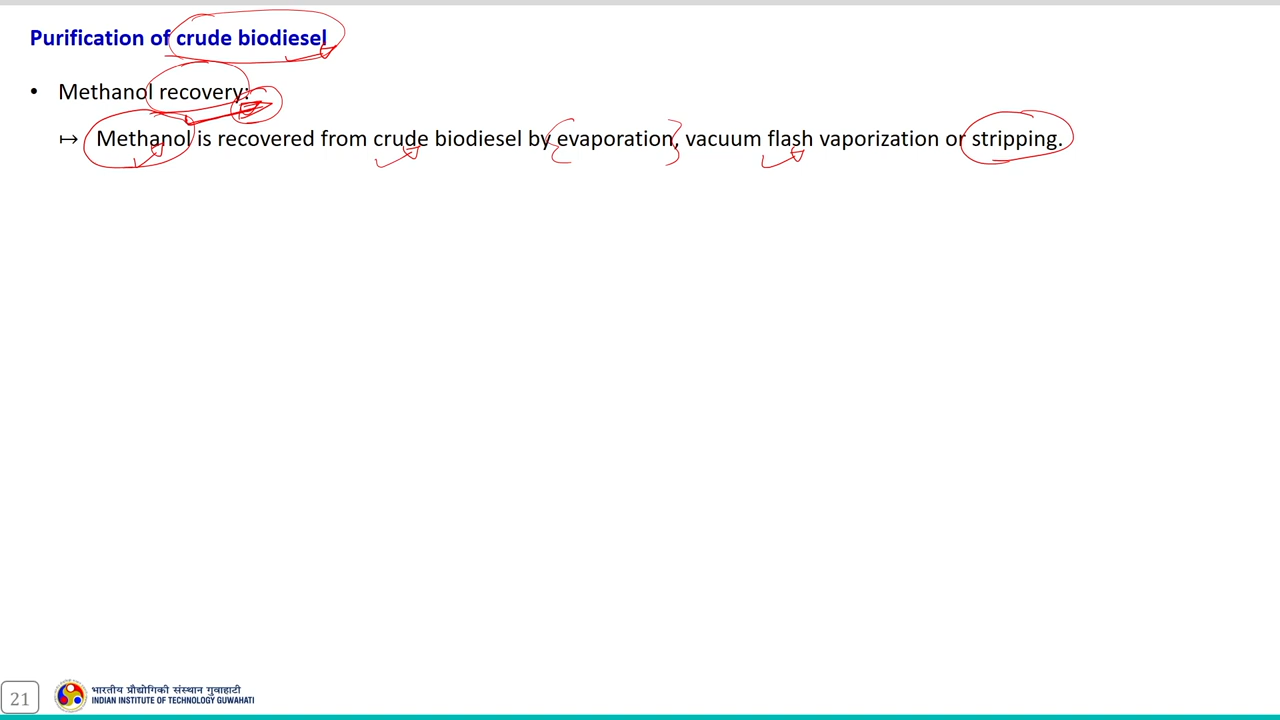 Purification of crude biodiesel
• Methanol recovery:
↦ Methanol is recovered from crude biodiesel by evaporation, vacuum flash vaporization or stripping.
21
भारतीय प्रौद्योगिकी संस्थान गुवाहाटी
INDIAN INSTITUTE OF TECHNOLOGY GUWAHATI